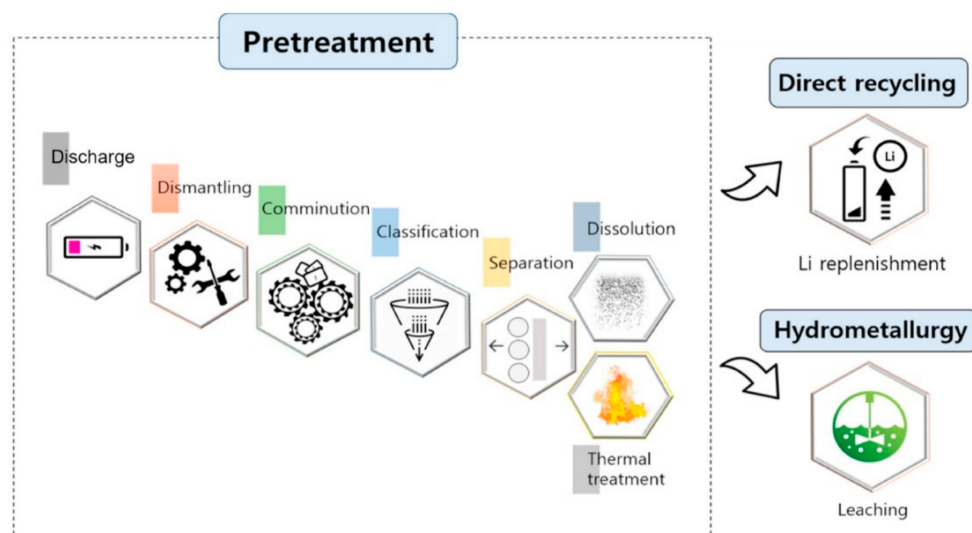 Pretreatment
Discharge
Dismantling
Comminution
Classification
Separation
Dissolution
Thermal
treatment
Direct recycling
Li
Li replenishment
Hydrometallurgy
Leaching